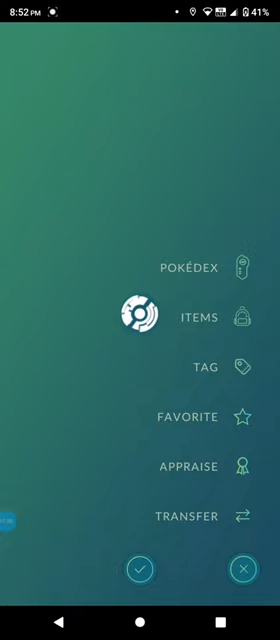 8:52 PM 41%
POKÉDEX
ITEMS
TAG
FAVORITE
APPRAISE
TRANSFER